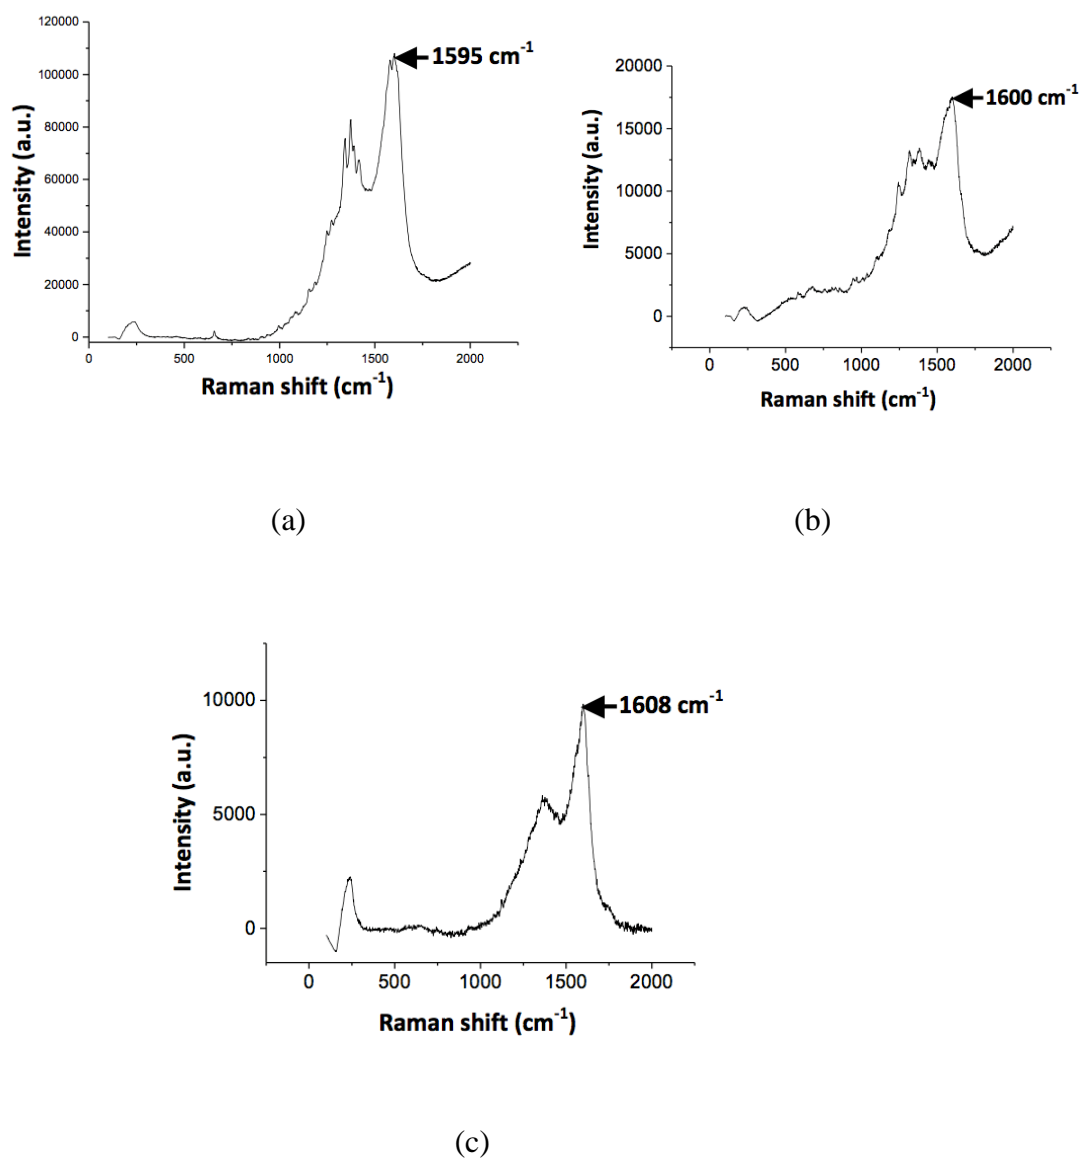 120000
100000
80000
60000
40000
20000
0
Intensity (a.u.)
1595 cm⁻¹
0 500 1000 1500 2000
Raman shift (cm⁻¹)
(a)
20000
15000
10000
5000
0
Intensity (a.u.)
1600 cm⁻¹
0 500 1000 1500 2000
Raman shift (cm⁻¹)
(b)
10000
5000
0
Intensity (a.u.)
1608 cm⁻¹
0 500 1000 1500 2000
Raman shift (cm⁻¹)
(c)